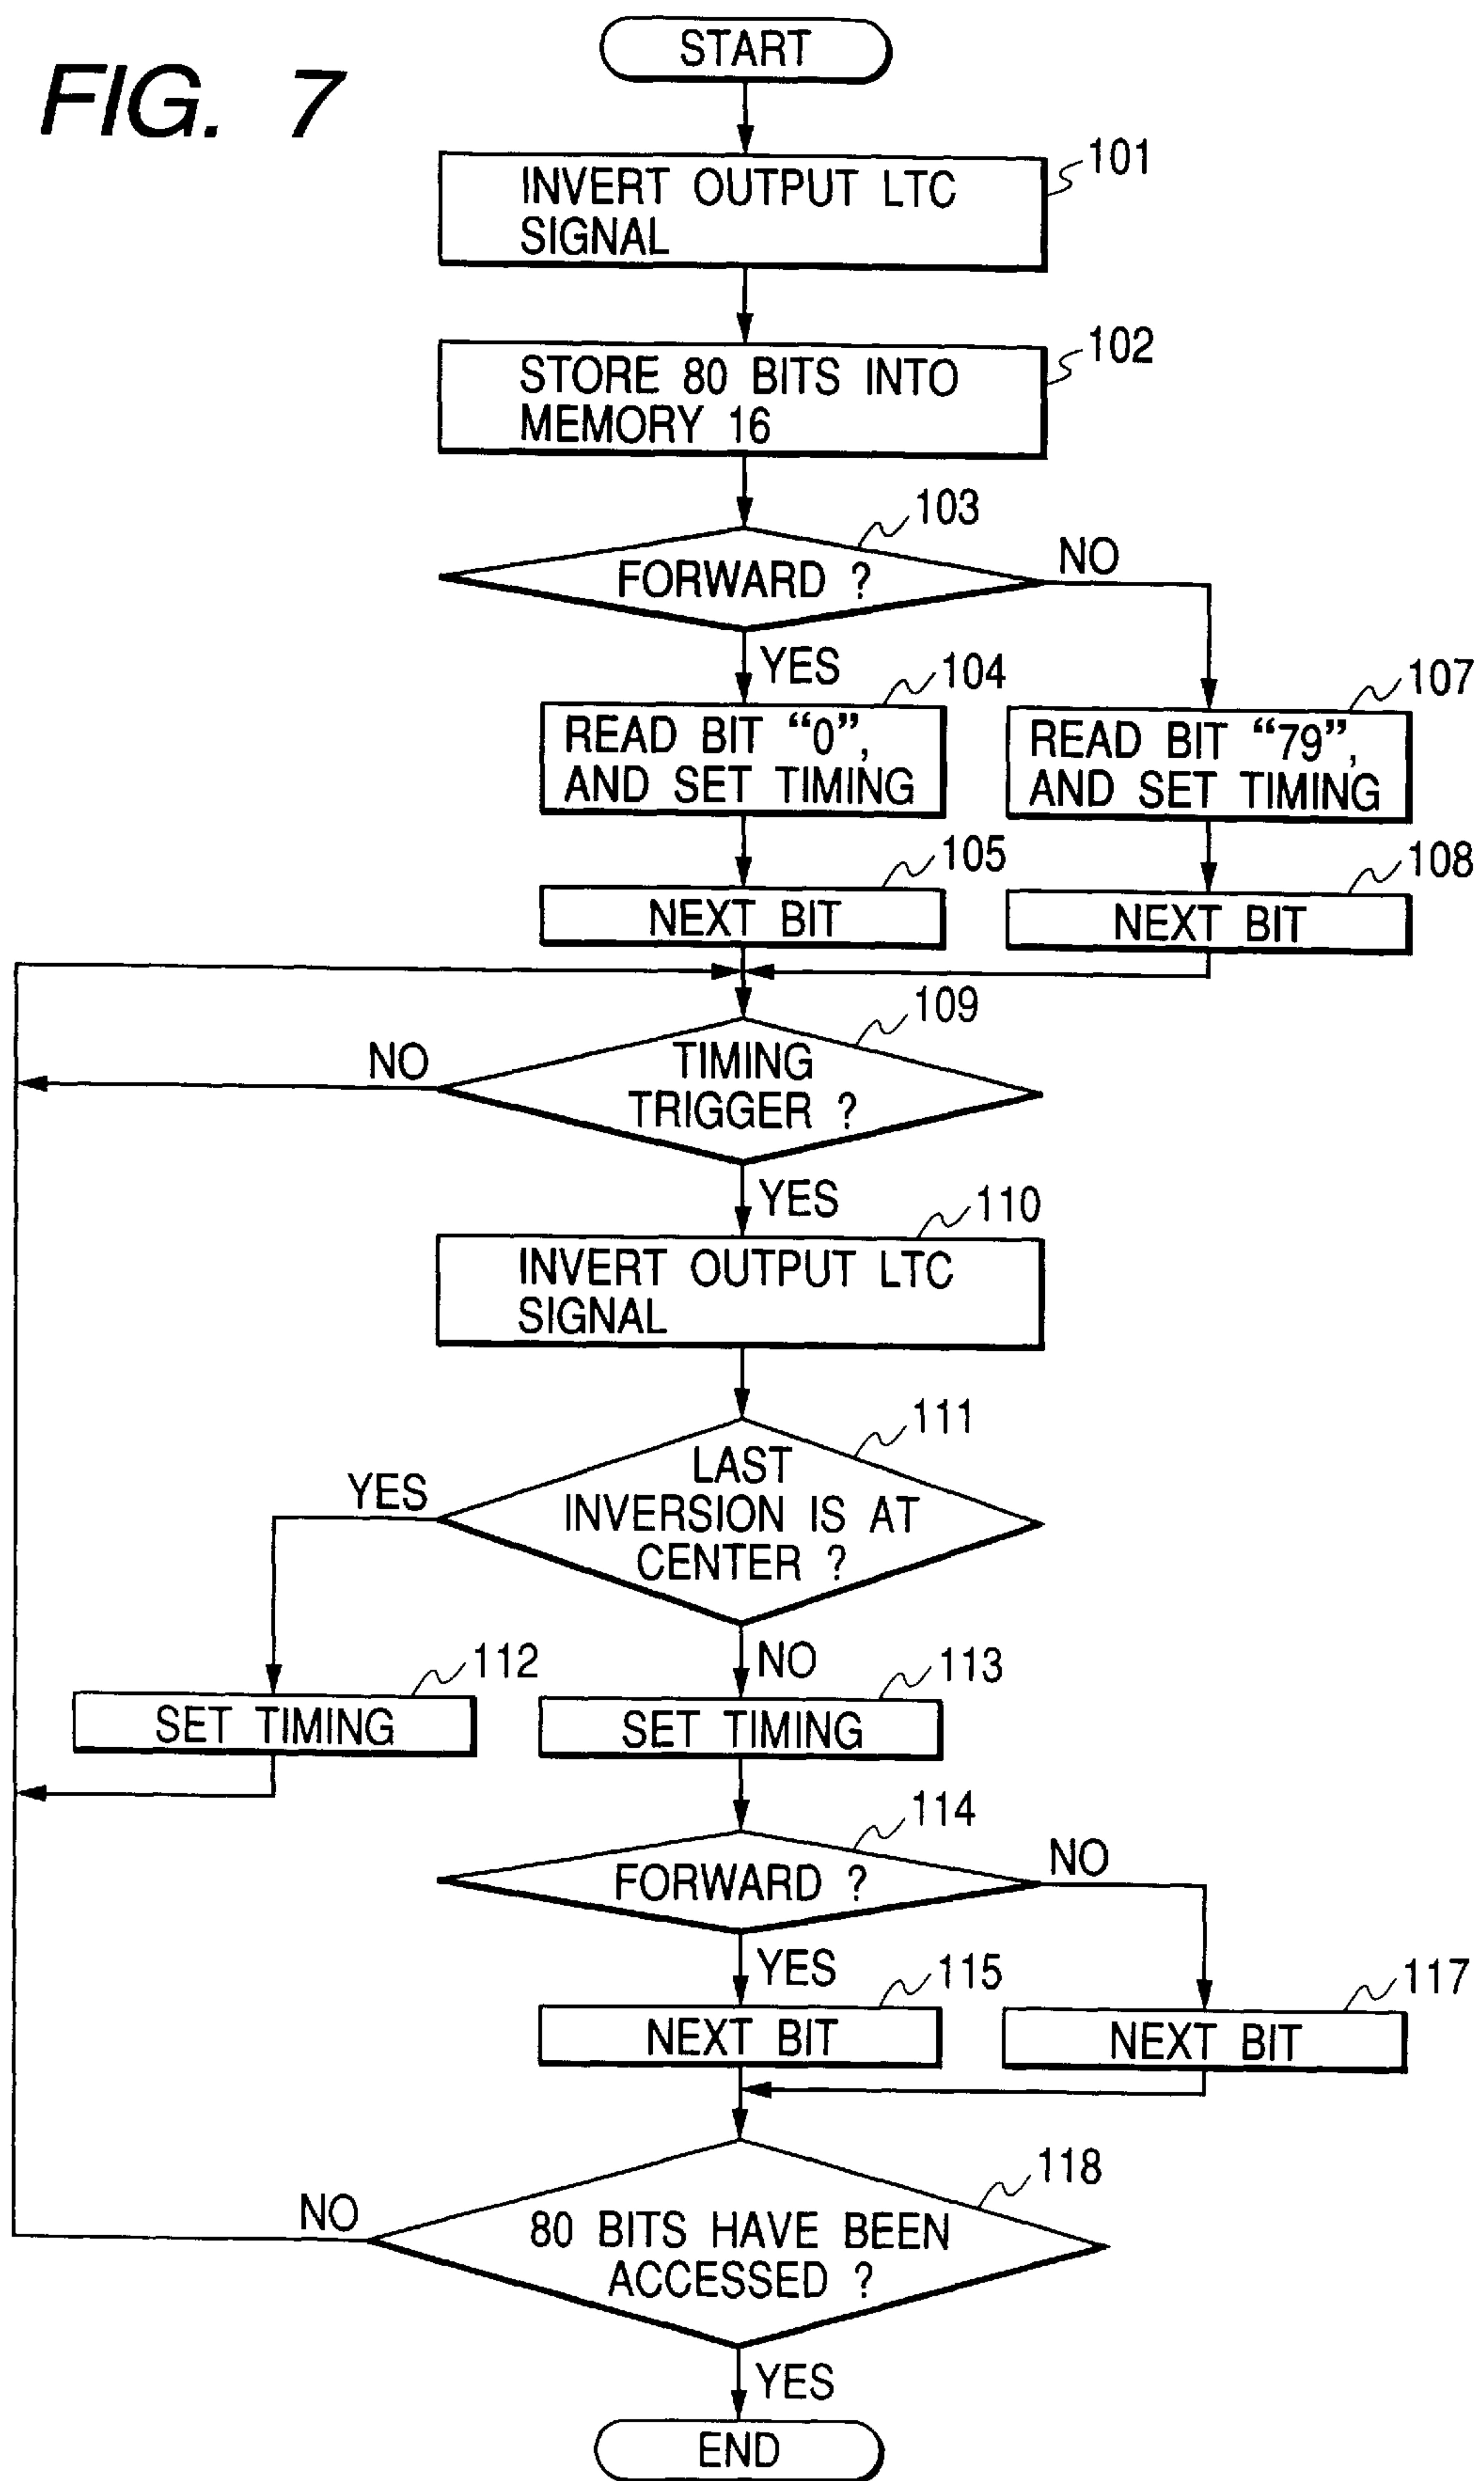 FIG. 7
START
101
INVERT OUTPUT LTC
SIGNAL
102
STORE 80 BITS INTO
MEMORY 16
103
FORWARD ?
NO
YES
104
READ BIT “0”,
AND SET TIMING
107
READ BIT “79”,
AND SET TIMING
105
NEXT BIT
108
NEXT BIT
109
TIMING
TRIGGER ?
NO
YES
110
INVERT OUTPUT LTC
SIGNAL
111
LAST
INVERSION IS AT
CENTER ?
YES
NO
112
SET TIMING
113
SET TIMING
114
FORWARD ?
NO
YES
115
NEXT BIT
117
NEXT BIT
118
80 BITS HAVE BEEN
ACCESSED ?
NO
YES
END